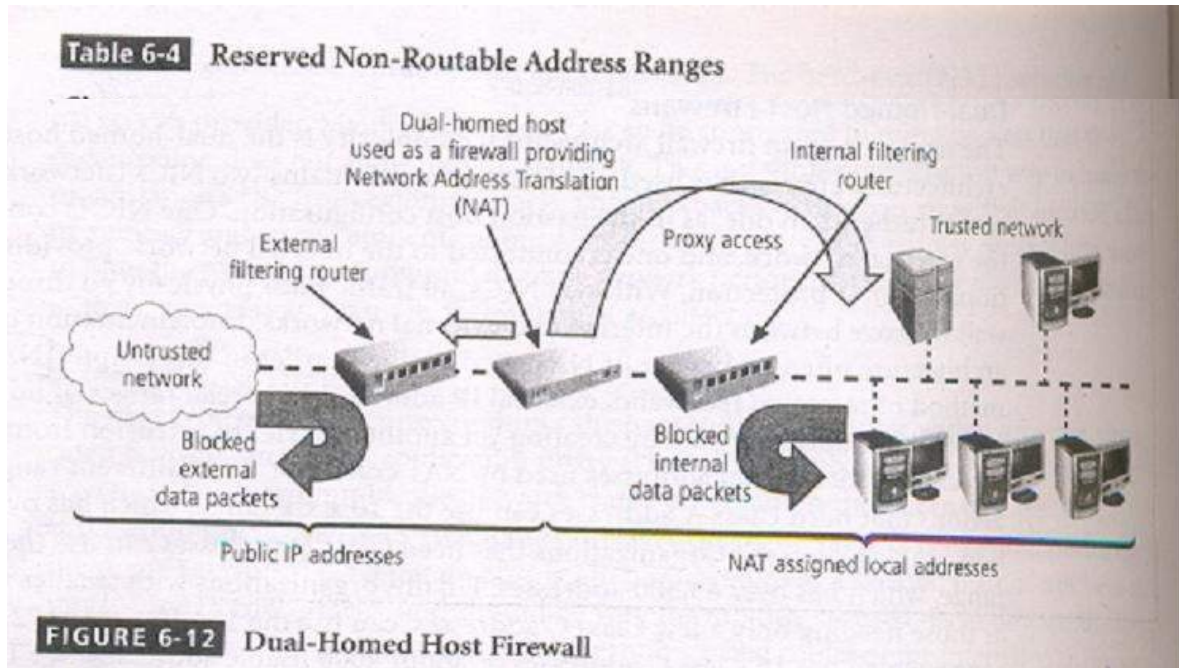 Table 6-4 Reserved Non-Routable Address Ranges
Dual-homed host
used as a firewall providing
Network Address Translation
(NAT)
Internal filtering
router
External
filtering router
Proxy access
Trusted network
Untrusted
network
Blocked
external
data packets
Blocked
internal
data packets
Public IP addresses
NAT assigned local addresses
FIGURE 6-12 Dual-Homed Host Firewall